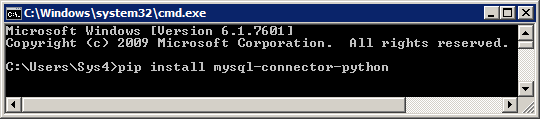 C:\Windows\system32\cmd.exe
Microsoft Windows [Version 6.1.7601]
Copyright (c) 2009 Microsoft Corporation.  All rights reserved.
C:\Users\Sys4>pip install mysql-connector-python